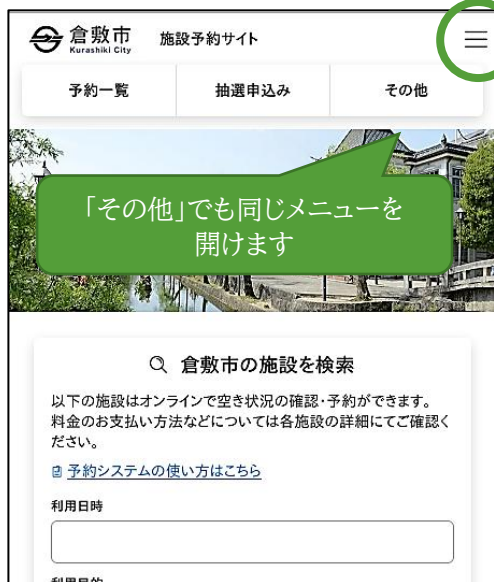 倉敷市
Kurashiki City
施設予約サイト
予約一覧
抽選申込み
その他
「その他」でも同じメニューを
開けます
倉敷市の施設を検索
以下の施設はオンラインで空き状況の確認・予約ができます。
料金のお支払い方法などについては各施設の詳細にてご確認く
ださい。
予約システムの使い方はこちら
利用日時
利用目的